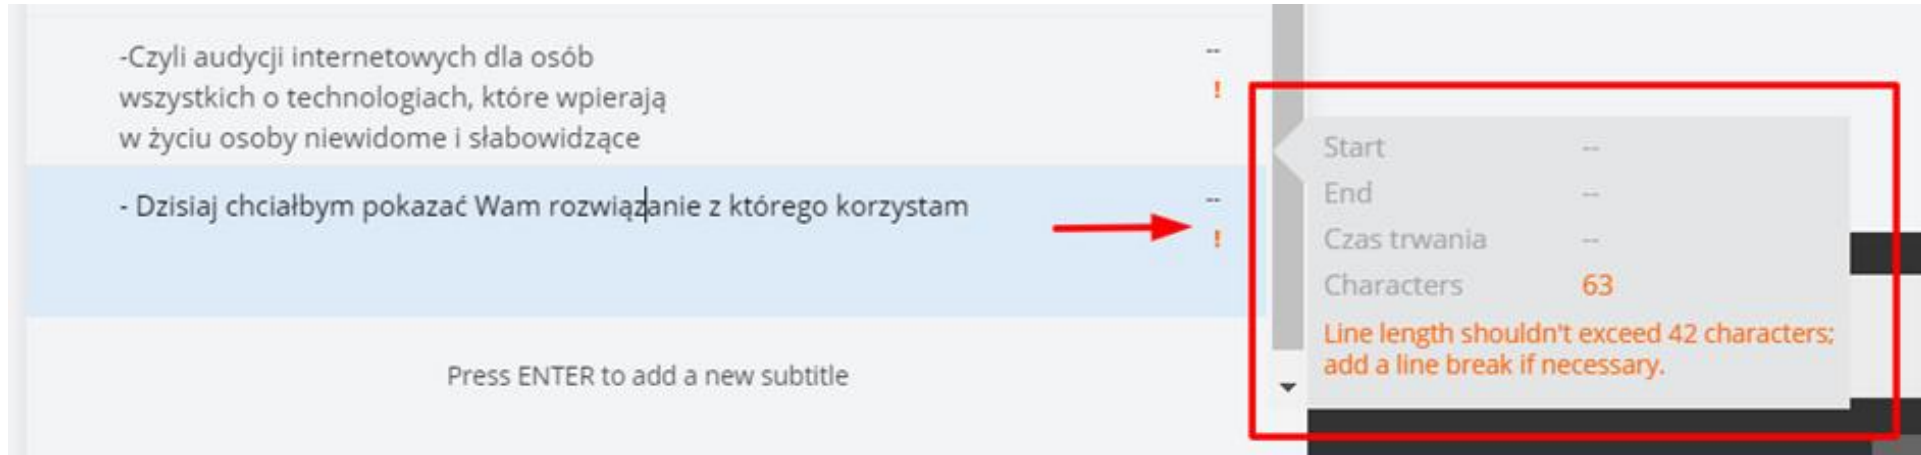 -Czyli audycji internetowych dla osób
wszystkich o technologiach, które wpierają
w życiu osoby niewidome i słabowidzące
--
!
- Dzisiaj chciałbym pokazać Wam rozwiązanie z którego korzystam
--
!
Press ENTER to add a new subtitle
Start --
End --
Czas trwania --
Characters 63
Line length shouldn't exceed 42 characters;
add a line break if necessary.